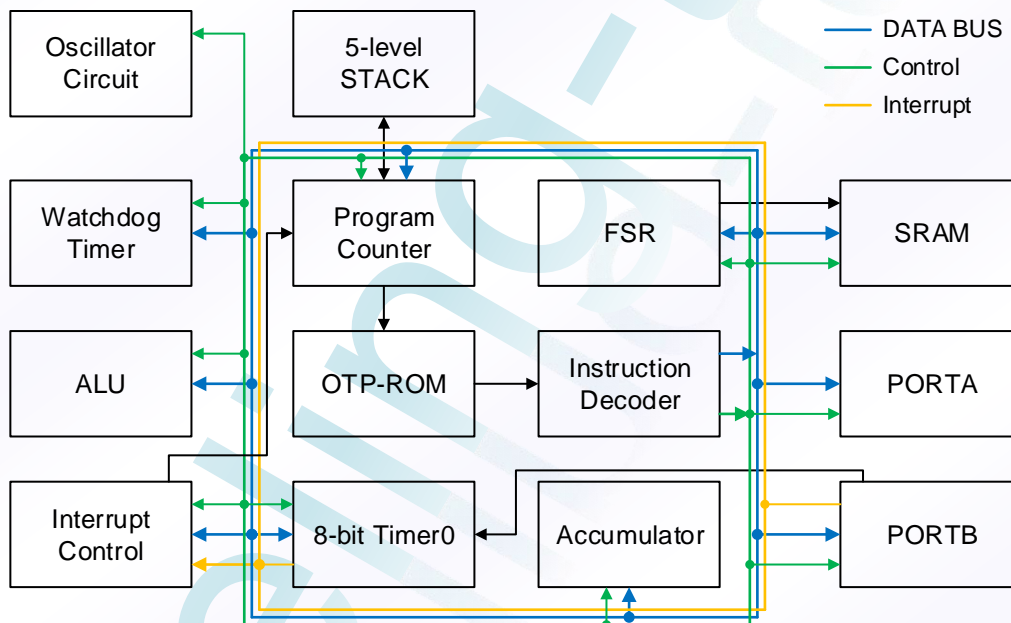 Oscillator
Circuit
5-level
STACK
DATA BUS
Control
Interrupt
Watchdog
Timer
Program
Counter
FSR
SRAM
ALU
OTP-ROM
Instruction
Decoder
PORTA
Interrupt
Control
8-bit Timer0
Accumulator
PORTB